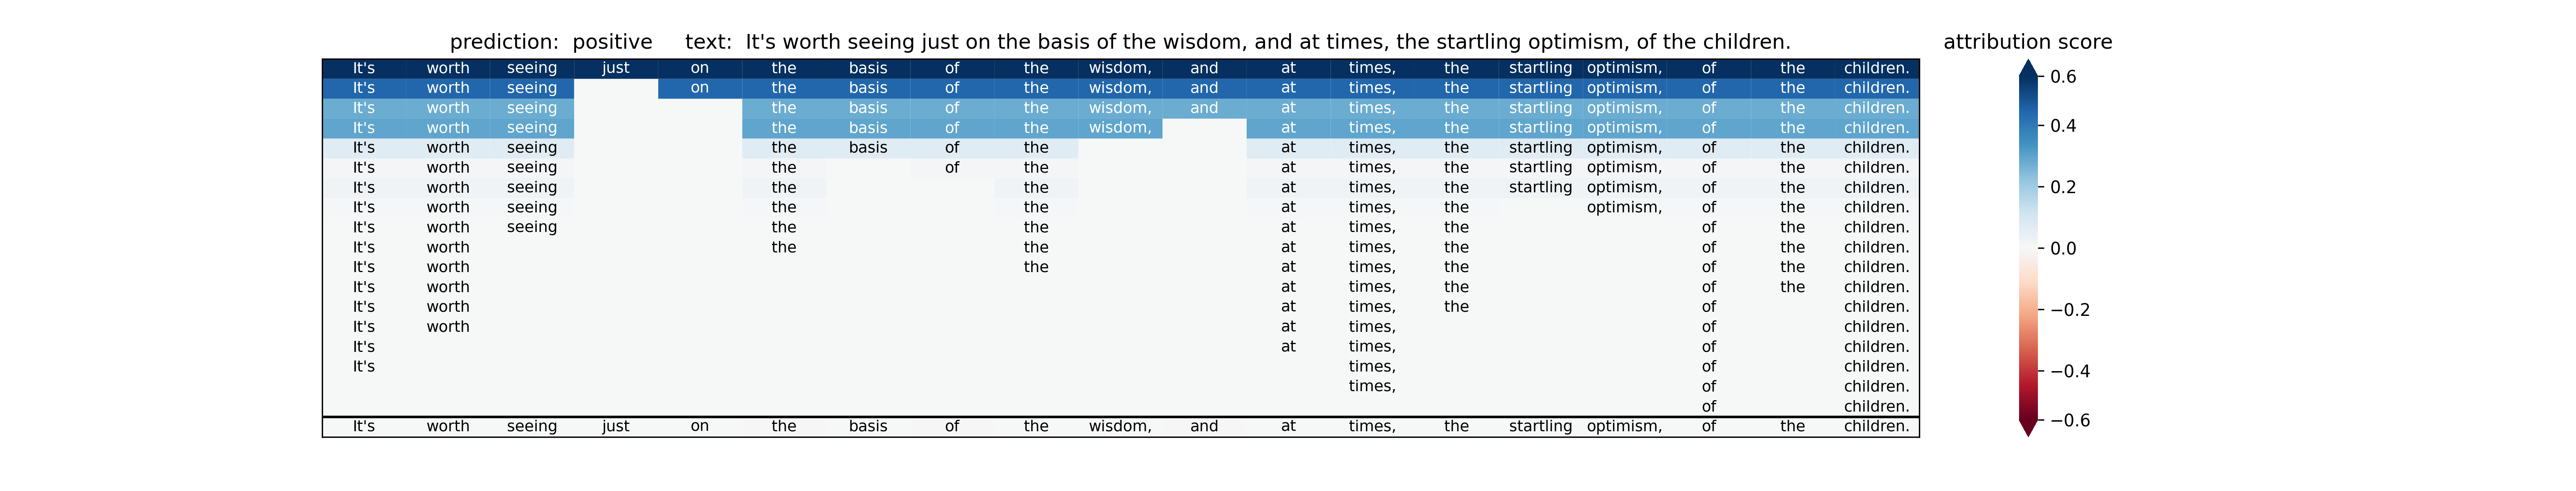 prediction: positive text: It's worth seeing just on the basis of the wisdom, and at times, the startling optimism, of the children.
attribution score
It's worth seeing just on the basis of the wisdom, and at times, the startling optimism, of the children.
It's worth seeing on the basis of the wisdom, and at times, the startling optimism, of the children.
It's worth seeing the basis of the wisdom, and at times, the startling optimism, of the children.
It's worth seeing the basis of the wisdom, at times, the startling optimism, of the children.
It's worth seeing the basis of the at times, the startling optimism, of the children.
It's worth seeing the of the at times, the startling optimism, of the children.
It's worth seeing the the at times, the startling optimism, of the children.
It's worth seeing the the at times, the optimism, of the children.
It's worth seeing the the at times, the of the children.
It's worth the the at times, the of the children.
It's worth the at times, the of the children.
It's worth at times, the of the children.
It's worth at times, the of children.
It's worth at times, of children.
It's at times, of children.
It's times, of children.
times, of children.
of children.
It's worth seeing just on the basis of the wisdom, and at times, the startling optimism, of the children.
0.6
0.4
0.2
0.0
−0.2
−0.4
−0.6